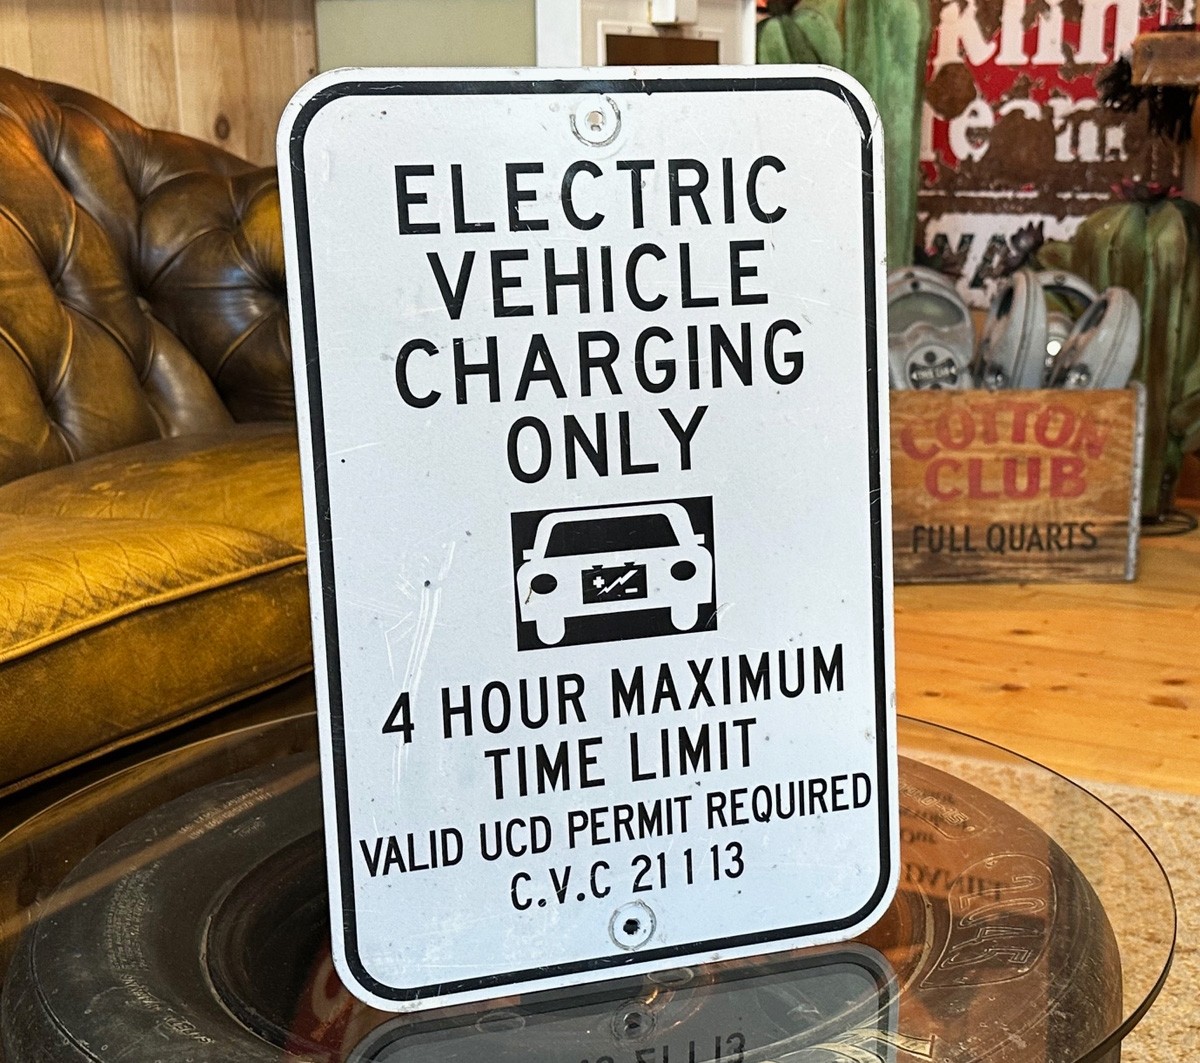 ELECTRIC
VEHICLE
CHARGING
ONLY
4 HOUR MAXIMUM
TIME LIMIT
VALID UCD PERMIT REQUIRED
C.V.C 21113
COTTON
CLUB
FULL QUARTS